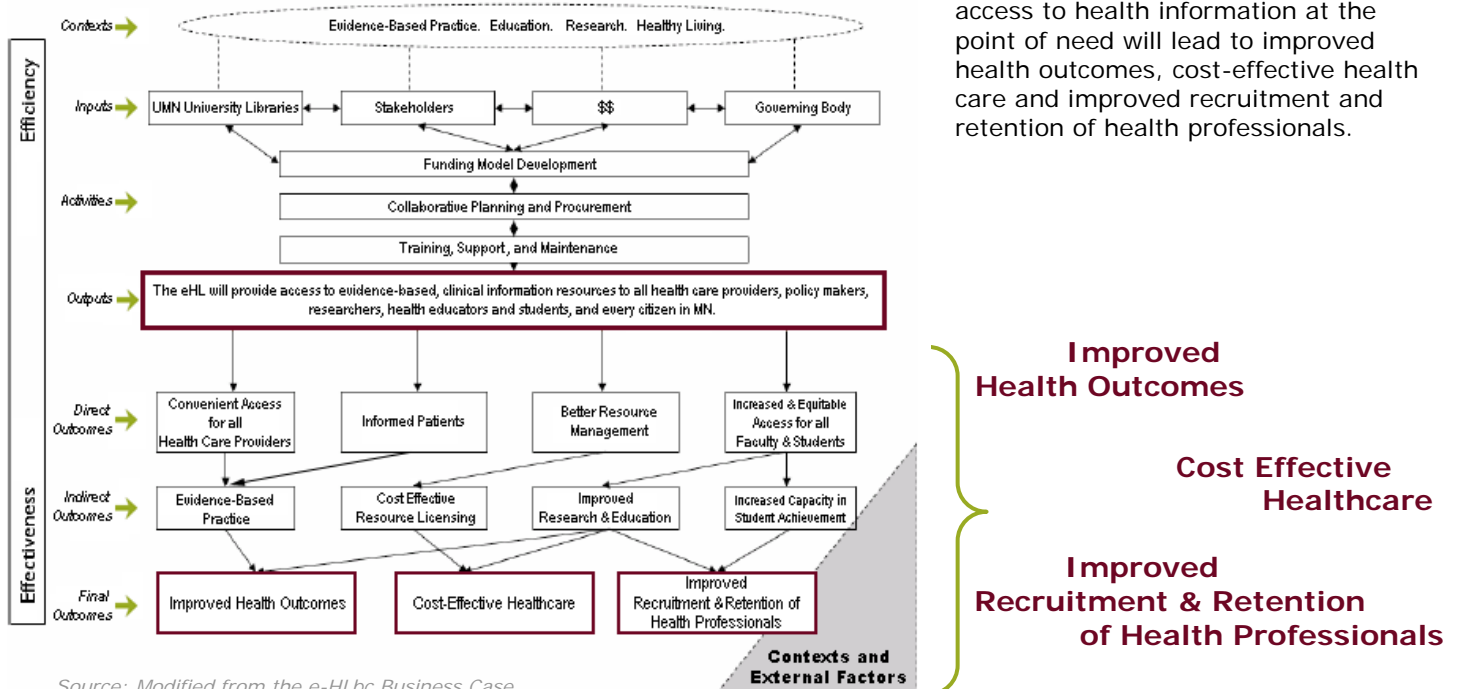 access to health information at the
point of need will lead to improved
health outcomes, cost-effective health
care and improved recruitment and
retention of health professionals.
Contexts
Evidence-Based Practice. Education. Research. Healthy Living.
Efficiency
Inputs
UMN University Libraries
Stakeholders
$$
Governing Body
Funding Model Development
Activities
Collaborative Planning and Procurement
Training, Support, and Maintenance
Outputs
The eHL will provide access to evidence-based, clinical information resources to all health care providers, policy makers,
researchers, health educators and students, and every citizen in MN.
Effectiveness
Direct
Outcomes
Convenient Access
for all
Health Care Providers
Informed Patients
Better Resource
Management
Increased & Equitable
Access for all
Faculty & Students
Indirect
Outcomes
Evidence-Based
Practice
Cost Effective
Resource Licensing
Improved
Research & Education
Increased Capacity in
Student Achievement
Final
Outcomes
Improved Health Outcomes
Cost-Effective Healthcare
Improved
Recruitment & Retention of
Health Professionals
Contexts and
External Factors
Improved
Health Outcomes
Cost Effective
Healthcare
Improved
Recruitment & Retention
of Health Professionals
Source: Modified from the e-HLbc Business Case